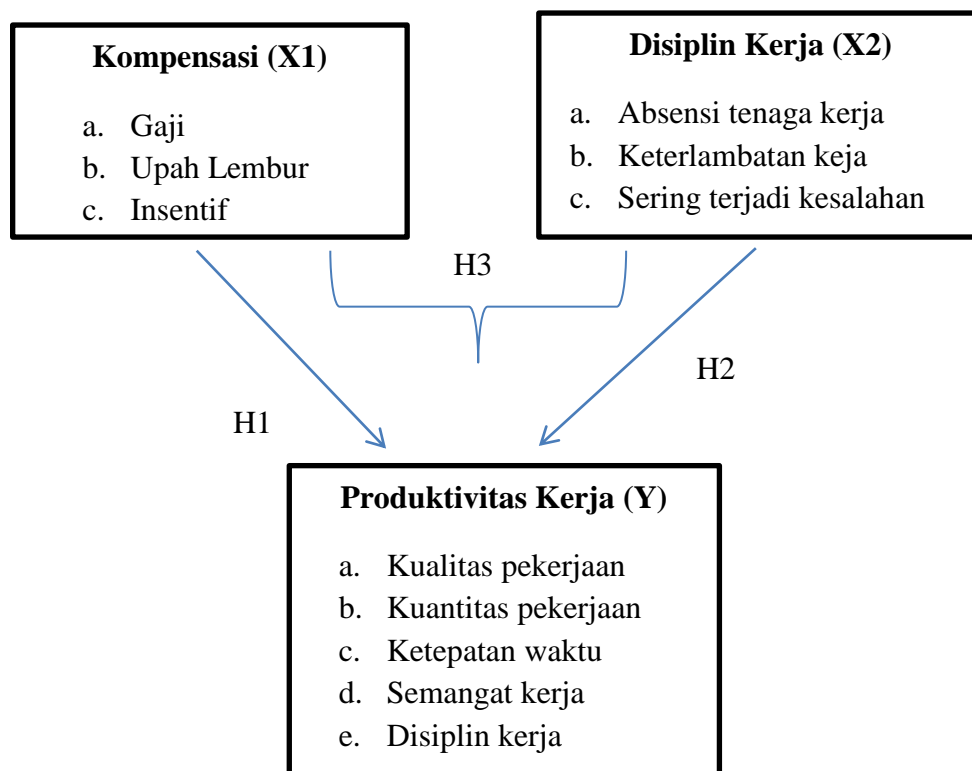 Kompensasi (X1)
a. Gaji
b. Upah Lembur
c. Insentif
Disiplin Kerja (X2)
a. Absensi tenaga kerja
b. Keterlambatan keja
c. Sering terjadi kesalahan
H3
H2
H1
Produktivitas Kerja (Y)
a. Kualitas pekerjaan
b. Kuantitas pekerjaan
c. Ketepatan waktu
d. Semangat kerja
e. Disiplin kerja